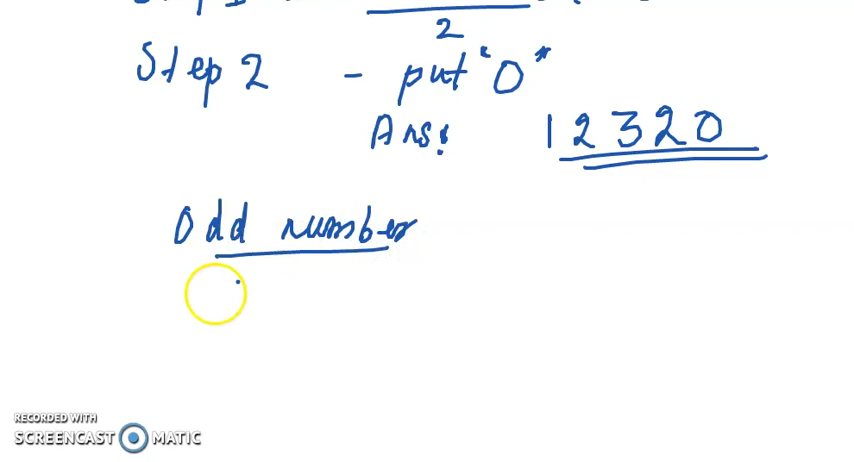 2
Step 2 - put "0"
Ans: 12320
Odd number
RECORDED WITH
SCREENCAST MATIC